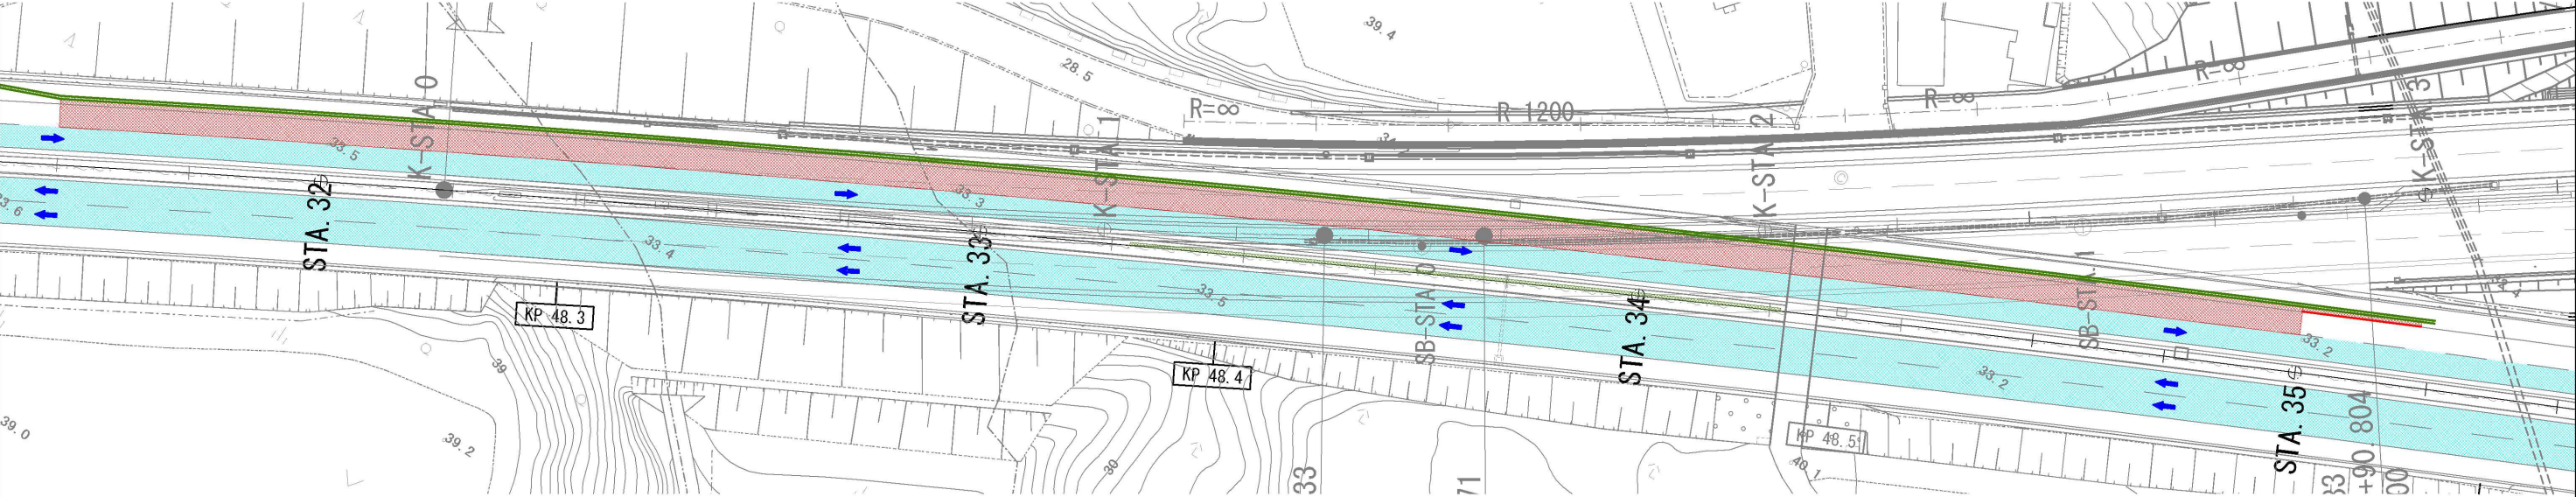 39.4
28.5
R=∞
R-1200
R=∞
R=∞
K-STA 0
K-STA 1
K-STA 2
K-STA 3
33.5
33.3
STA. 32
33.4
STA. 33
33.5
SB-STA 0
STA. 34
SB-STA.1
33.2
33.2
STA. 35
KP 48.3
KP 48.4
KP 48.5
39
39.0
39.2
40.1
33
71
33
+90.804
00